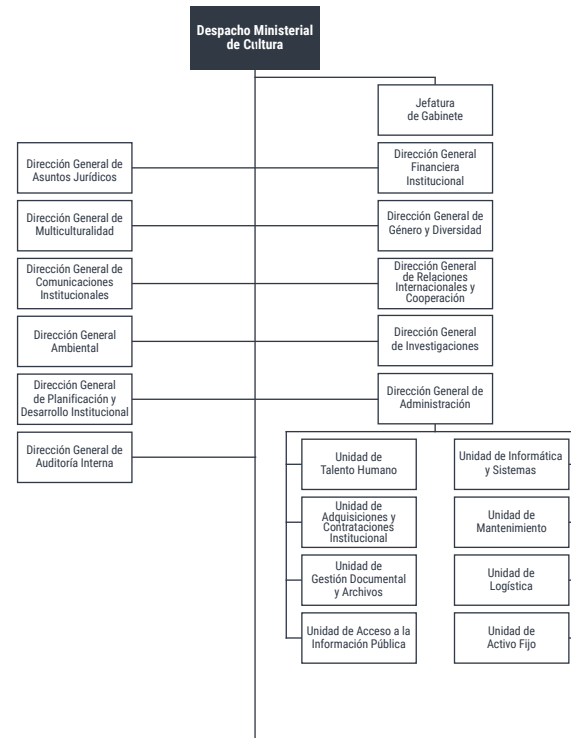 Despacho Ministerial
de Cultura
Jefatura
de Gabinete
Dirección General de
Asuntos Jurídicos
Dirección General
Financiera
Institucional
Dirección General de
Multiculturalidad
Dirección General de
Género y Diversidad
Dirección General de
Comunicaciones
Institucionales
Dirección General
de Relaciones
Internacionales y
Cooperación
Dirección General
Ambiental
Dirección General
de Investigaciones
Dirección General
de Planificación y
Desarrollo Institucional
Dirección General de
Administración
Dirección General de
Auditoría Interna
Unidad de
Talento Humano
Unidad de Informática
y Sistemas
Unidad de
Adquisiciones y
Contrataciones
Institucional
Unidad de
Mantenimiento
Unidad de
Gestión Documental
y Archivos
Unidad de
Logística
Unidad de Acceso a la
Información Pública
Unidad de
Activo Fijo